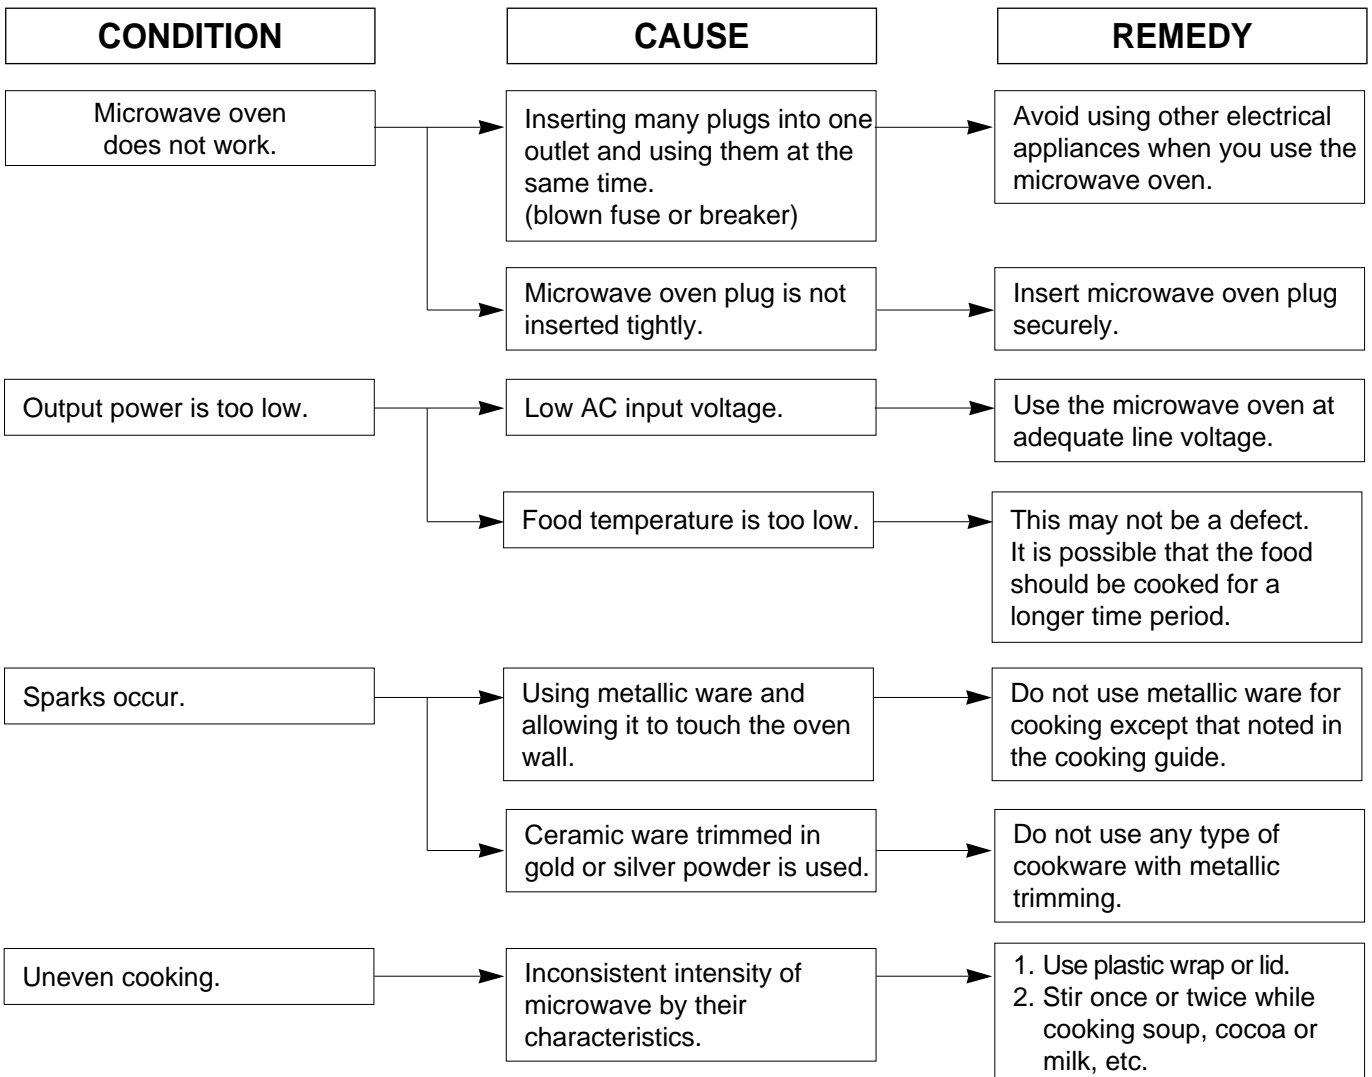 CONDITION
CAUSE
REMEDY
Microwave oven
does not work.
Inserting many plugs into one
outlet and using them at the
same time.
(blown fuse or breaker)
Avoid using other electrical
appliances when you use the
microwave oven.
Microwave oven plug is not
inserted tightly.
Insert microwave oven plug
securely.
Output power is too low.
Low AC input voltage.
Use the microwave oven at
adequate line voltage.
Food temperature is too low.
This may not be a defect.
It is possible that the food
should be cooked for a
longer time period.
Sparks occur.
Using metallic ware and
allowing it to touch the oven
wall.
Do not use metallic ware for
cooking except that noted in
the cooking guide.
Ceramic ware trimmed in
gold or silver powder is used.
Do not use any type of
cookware with metallic
trimming.
Uneven cooking.
Inconsistent intensity of
microwave by their
characteristics.
1. Use plastic wrap or lid.
2. Stir once or twice while
cooking soup, cocoa or
milk, etc.